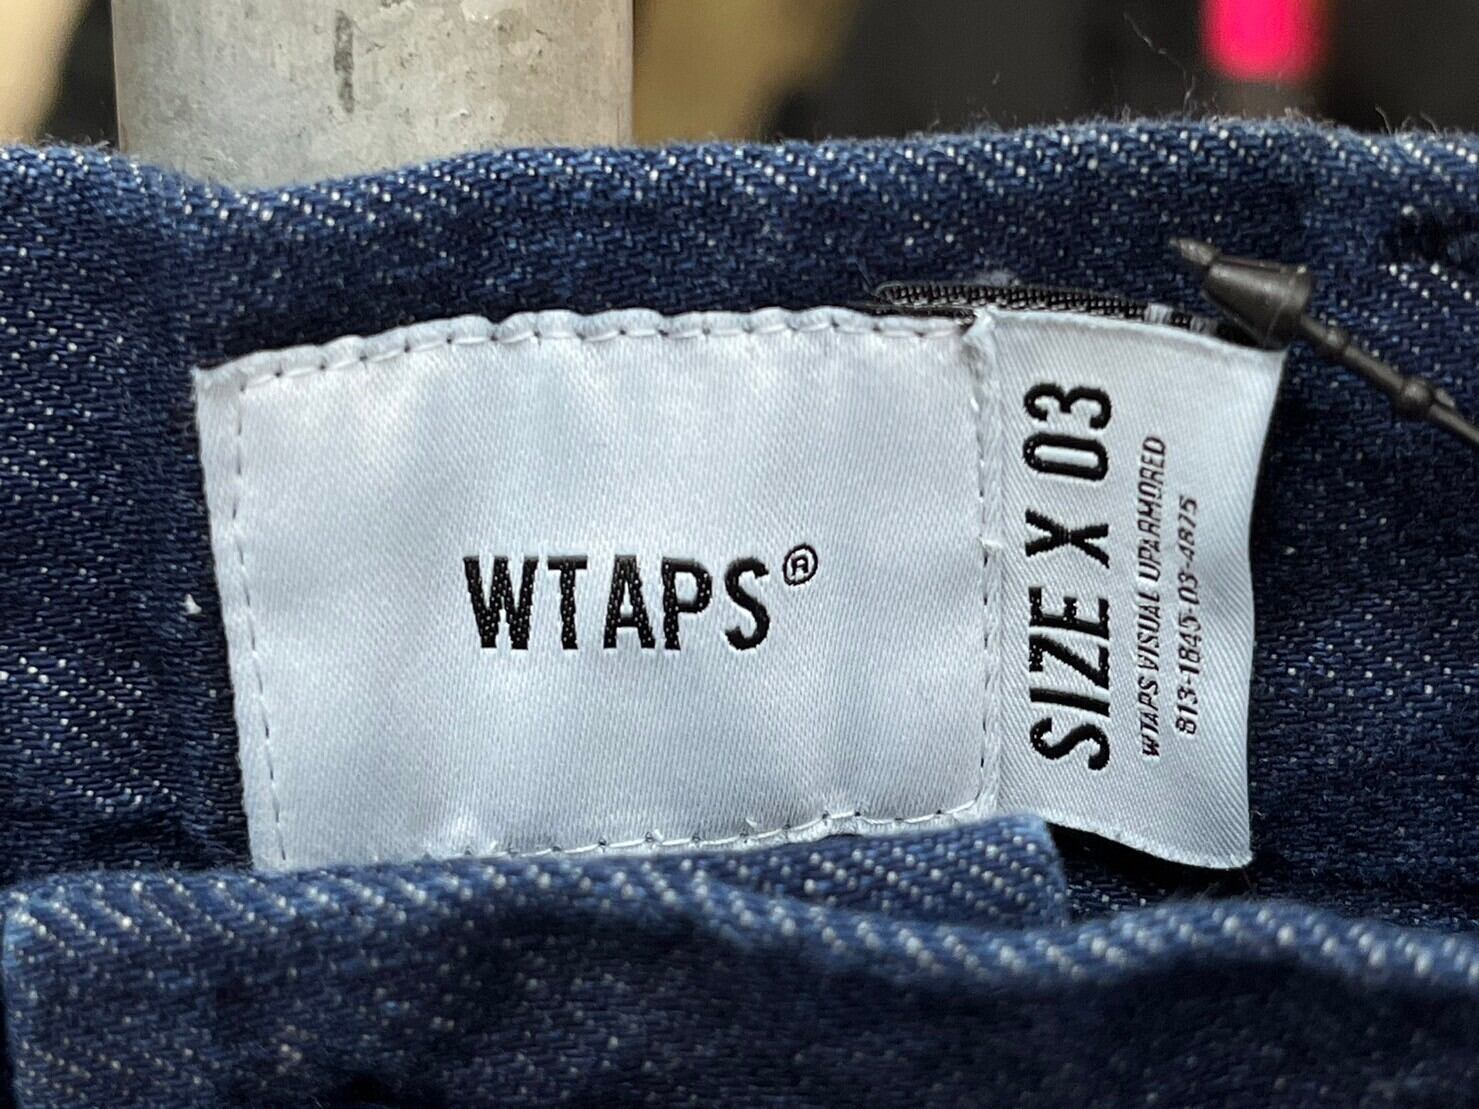 WTAPS®
SIZE X 03
WTAPS VISUAL UPARMORED
813-1845-03-4875